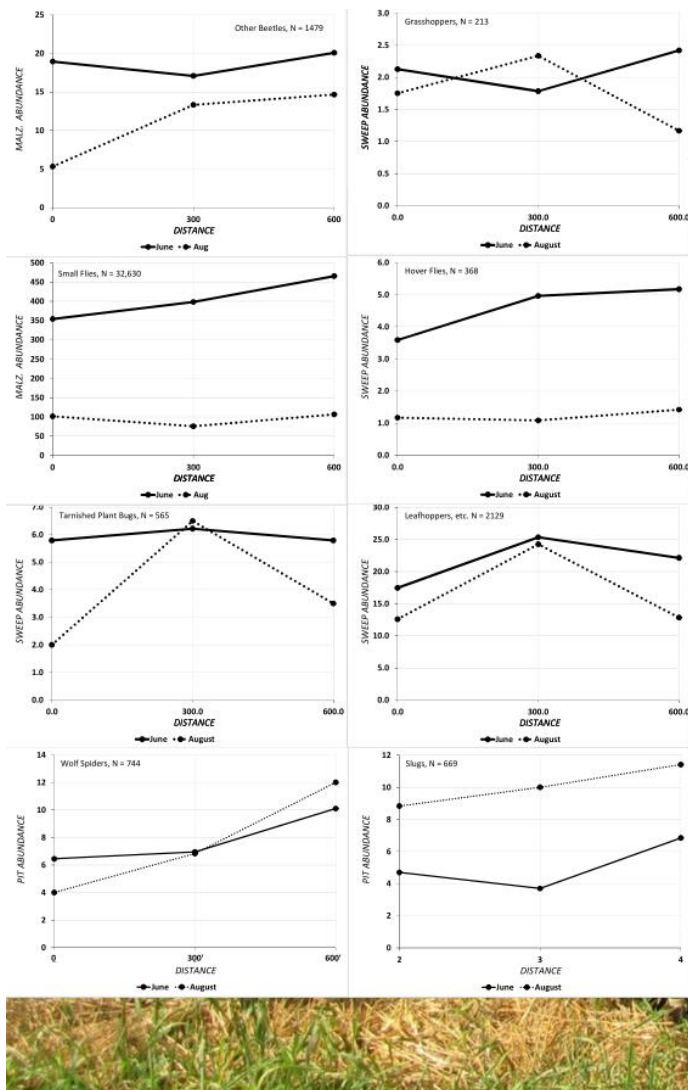 Other Beetles, N = 1479
25
20
15
10
5
0
MALZ. ABUNDANCE
0 300 600
DISTANCE
June Aug
Grasshoppers, N = 213
3.0
2.5
2.0
1.5
1.0
0.5
0.0
SWEEP ABUNDANCE
0.0 300.0 600.0
DISTANCE
June August
Small Flies, N = 32,630
500
450
400
350
300
250
200
150
100
50
0
MALZ. ABUNDANCE
0 300 600
DISTANCE
June Aug
Hover Flies, N = 368
6.0
5.0
4.0
3.0
2.0
1.0
0.0
SWEEP ABUNDANCE
0.0 300.0 600.0
DISTANCE
June August
Tarnished Plant Bugs, N = 565
7.0
6.0
5.0
4.0
3.0
2.0
1.0
0.0
SWEEP ABUNDANCE
0.0 300.0 600.0
DISTANCE
June August
Leafhoppers, etc. N = 2129
30.0
25.0
20.0
15.0
10.0
5.0
0.0
SWEEP ABUNDANCE
0.0 300.0 600.0
DISTANCE
June August
Wolf Spiders, N = 744
14
12
10
8
6
4
2
0
PIT ABUNDANCE
0 300' 600'
DISTANCE
June August
Slugs, N = 669
12
10
8
6
4
2
0
PIT ABUNDANCE
2 3 4
DISTANCE
June August